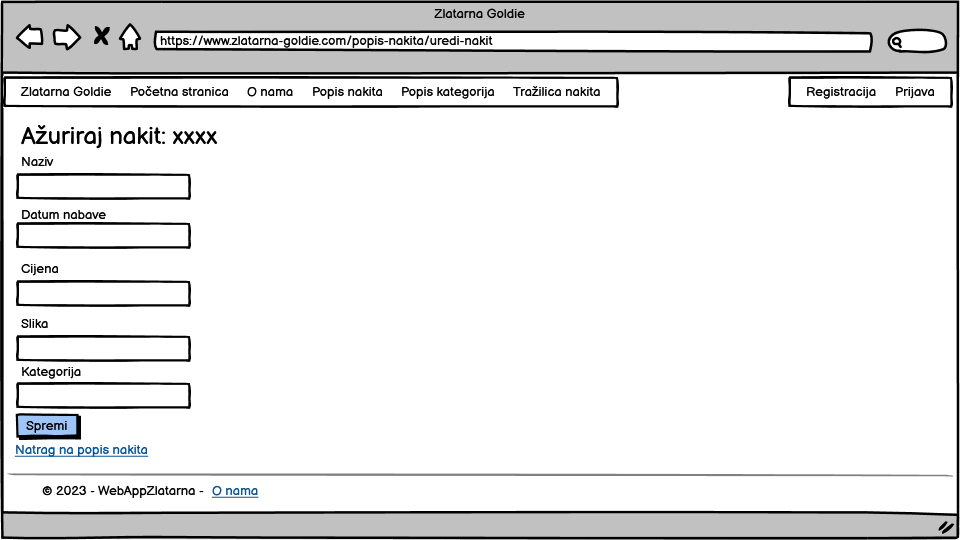 Zlatarna Goldie
https://www.zlatarna-goldie.com/popis-nakita/uredi-nakit
Zlatarna Goldie Početna stranica O nama Popis nakita Popis kategorija Tražilica nakita Registracija Prijava
Ažuriraj nakit: xxxx
Naziv
Datum nabave
Cijena
Slika
Kategorija
Spremi
Natrag na popis nakita
© 2023 - WebAppZlatarna - O nama